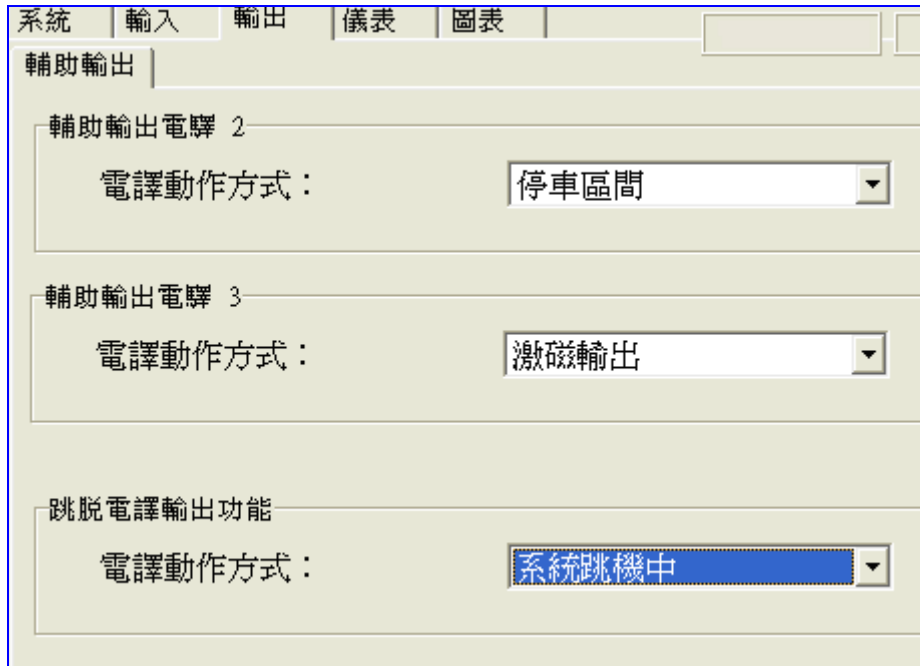 系統 輸入 輸出 儀表 圖表
輔助輸出
輔助輸出電驛 2
電譯動作方式： 停車區間
輔助輸出電驛 3
電譯動作方式： 激磁輸出
跳脱電譯輸出功能
電譯動作方式： 系統跳機中